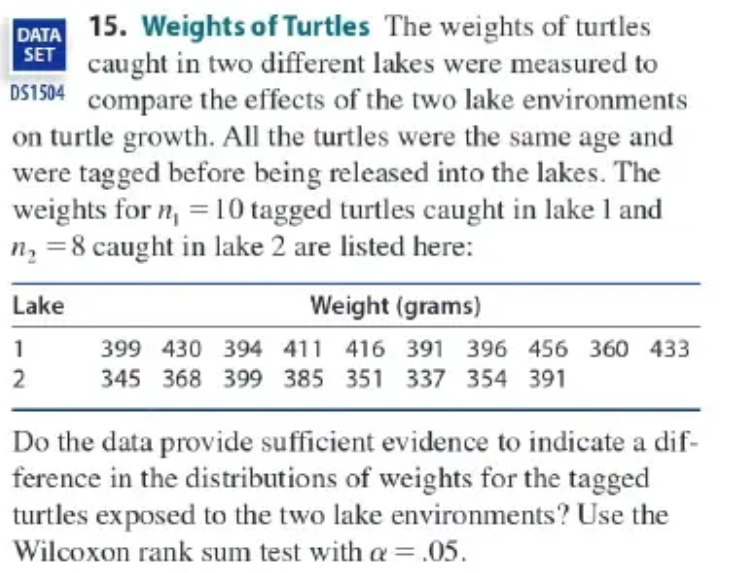 DATA
SET
DS1504
15. Weights of Turtles The weights of turtles
caught in two different lakes were measured to
compare the effects of the two lake environments
on turtle growth. All the turtles were the same age and
were tagged before being released into the lakes. The
weights for n₁ = 10 tagged turtles caught in lake 1 and
n₂ = 8 caught in lake 2 are listed here:
Lake Weight (grams)
1 399 430 394 411 416 391 396 456 360 433
2 345 368 399 385 351 337 354 391
Do the data provide sufficient evidence to indicate a dif-
ference in the distributions of weights for the tagged
turtles exposed to the two lake environments? Use the
Wilcoxon rank sum test with α = .05.